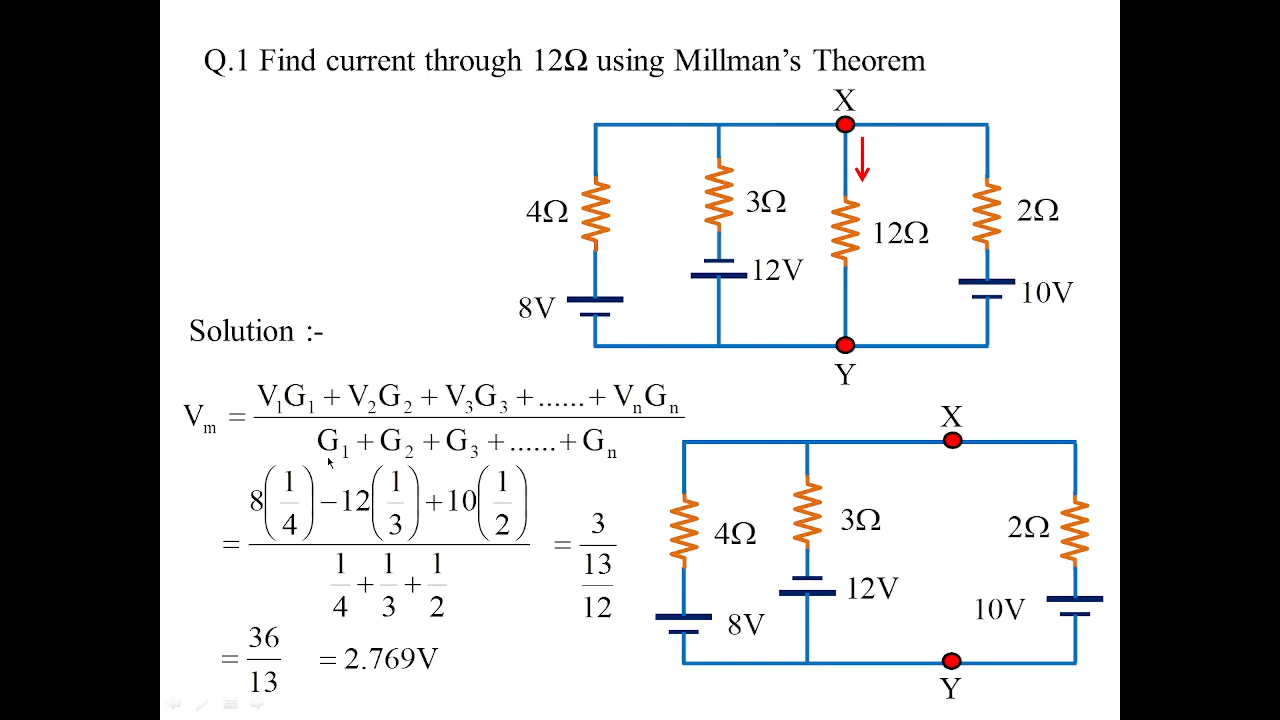 Q.1 Find current through 12Ω using Millman's Theorem
X
4Ω
3Ω
12Ω
2Ω
8V
12V
10V
Y
Solution :-
Vₘ = (V₁G₁ + V₂G₂ + V₃G₃ + ...... + VₙGₙ) / (G₁ + G₂ + G₃ + ...... + Gₙ)
= (8(1/4) − 12(1/3) + 10(1/2)) / (1/4 + 1/3 + 1/2) = 3 / (13/12)
= 36/13 = 2.769V
X
4Ω
3Ω
2Ω
8V
12V
10V
Y